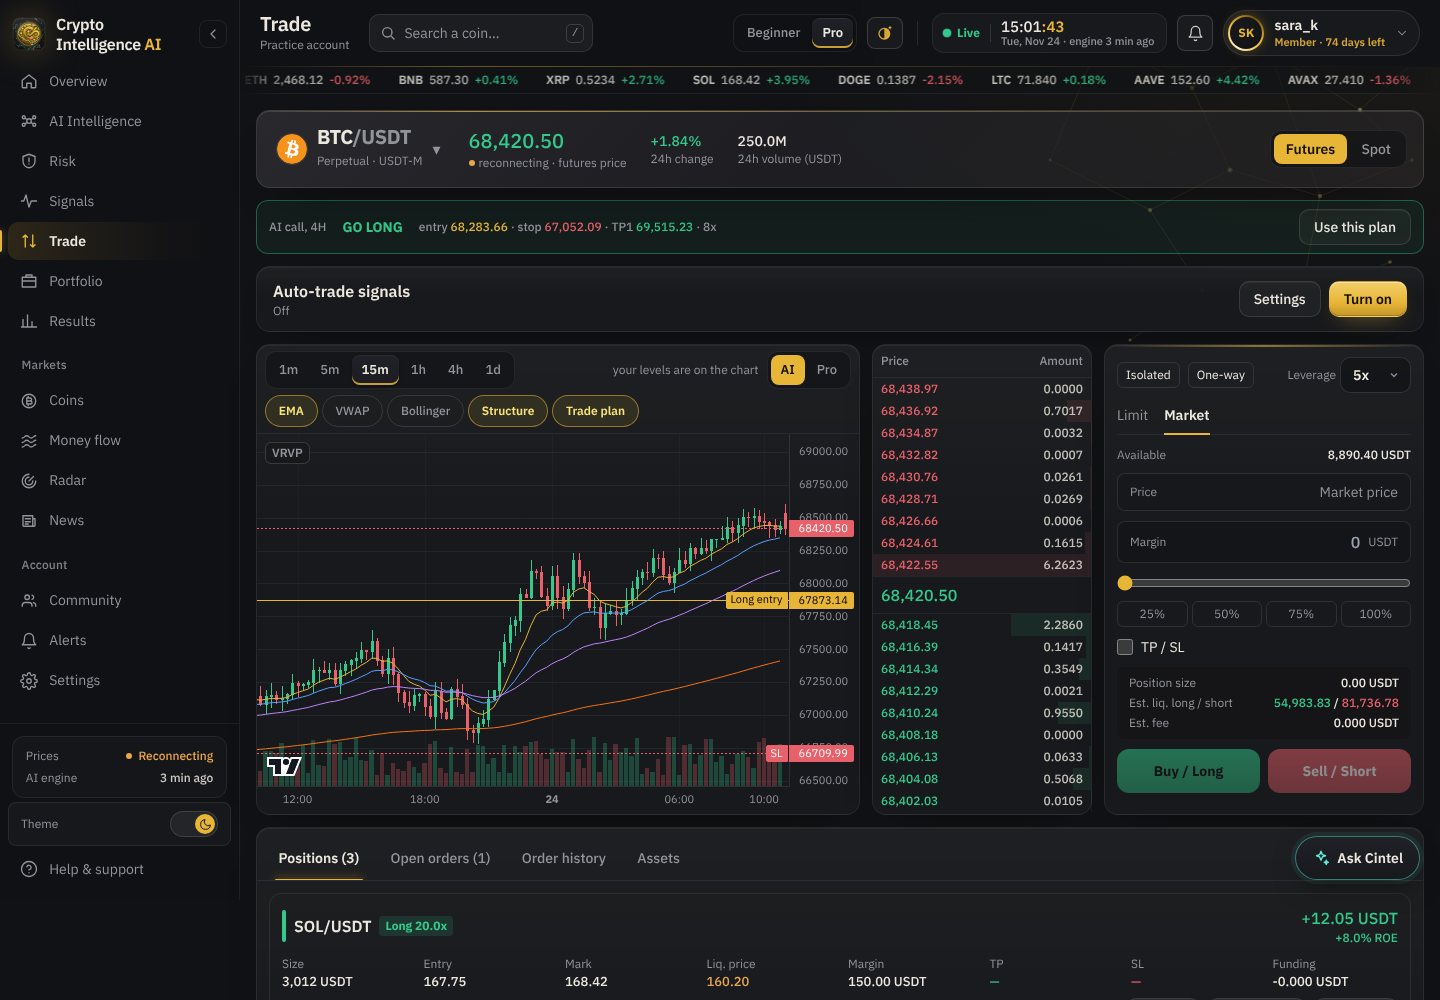 Crypto
Intelligence AI
Overview
AI Intelligence
Risk
Signals
Trade
Portfolio
Results
Markets
Coins
Money flow
Radar
News
Account
Community
Alerts
Settings
Prices Reconnecting
AI engine 3 min ago
Theme
Help & support
Trade
Practice account
Search a coin... /
Beginner Pro
Live
15:01:43
Tue, Nov 24 · engine 3 min ago
SK
sara_k
Member · 74 days left
ETH 2,468.12 -0.92% BNB 587.30 +0.41% XRP 0.5234 +2.71% SOL 168.42 +3.95% DOGE 0.1387 -2.15% LTC 71.840 +0.18% AAVE 152.60 +4.42% AVAX 27.410 -1.36%
BTC/USDT
Perpetual · USDT-M
68,420.50
reconnecting · futures price
+1.84%
24h change
250.0M
24h volume (USDT)
Futures Spot
AI call, 4H GO LONG entry 68,283.66 · stop 67,052.09 · TP1 69,515.23 · 8x
Use this plan
Auto-trade signals
Off
Settings Turn on
1m 5m 15m 1h 4h 1d
your levels are on the chart AI Pro
EMA VWAP Bollinger Structure Trade plan
VRVP
69000.00
68750.00
68500.00
68420.50
68250.00
68000.00
Long entry 67873.14
67750.00
67500.00
67250.00
67000.00
SL 66709.99
66500.00
12:00 18:00 24 06:00 10:00
Price Amount
68,438.97 0.0000
68,436.92 0.7017
68,434.87 0.0032
68,432.82 0.0007
68,430.76 0.0261
68,428.71 0.0269
68,426.66 0.0006
68,424.61 0.1615
68,422.55 6.2623
68,420.50
68,418.45 2.2860
68,416.39 0.1417
68,414.34 0.3549
68,412.29 0.0021
68,410.24 0.9550
68,408.18 0.0000
68,406.13 0.0633
68,404.08 0.5068
68,402.03 0.0105
Isolated One-way Leverage 5x
Limit Market
Available 8,890.40 USDT
Price Market price
Margin 0 USDT
25% 50% 75% 100%
TP / SL
Position size 0.00 USDT
Est. liq. long / short 54,983.83 / 81,736.78
Est. fee 0.000 USDT
Buy / Long Sell / Short
Positions (3) Open orders (1) Order history Assets
Ask Cintel
SOL/USDT Long 20.0x
+12.05 USDT
+8.0% ROE
Size Entry Mark Liq. price Margin TP SL Funding
3,012 USDT 167.75 168.42 160.20 150.00 USDT – – -0.000 USDT